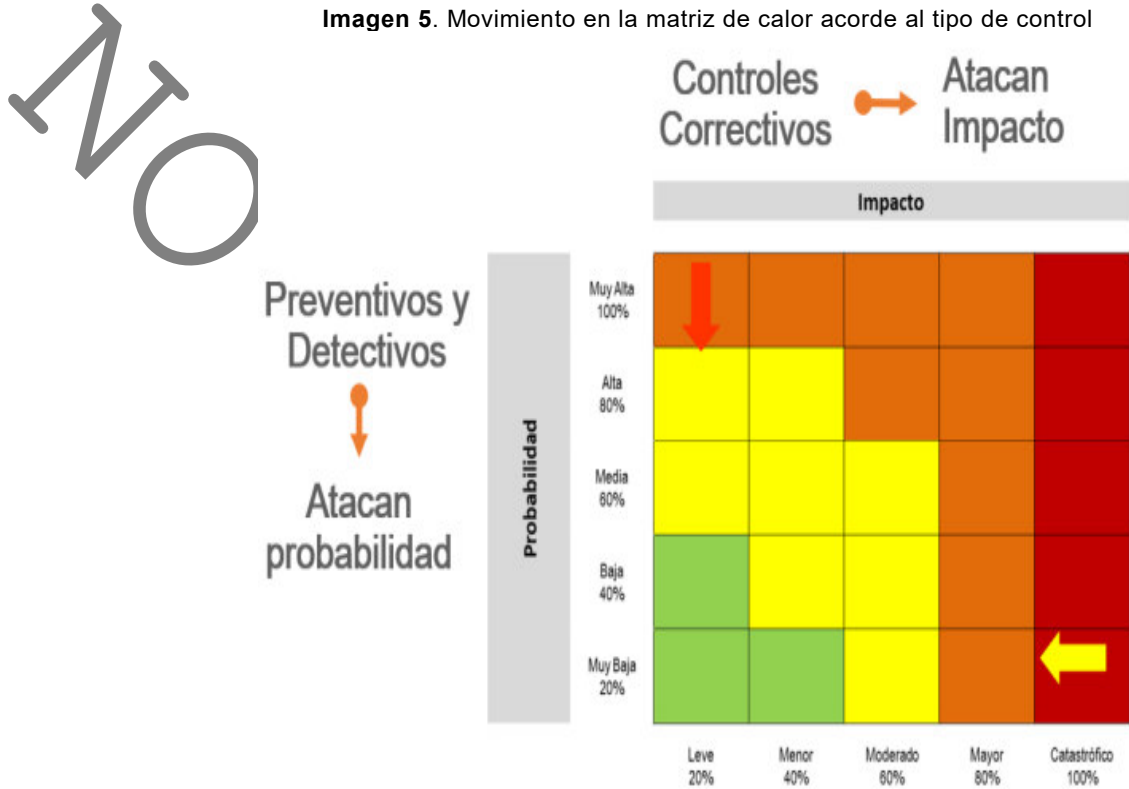 Imagen 5. Movimiento en la matriz de calor acorde al tipo de control
NO
Controles
Correctivos
Atacan
Impacto
Impacto
Preventivos y
Detectivos
Atacan
probabilidad
Probabilidad
Muy Alta
100%
Alta
80%
Media
60%
Baja
40%
Muy Baja
20%
Leve
20%
Menor
40%
Moderado
60%
Mayor
80%
Catastrófico
100%